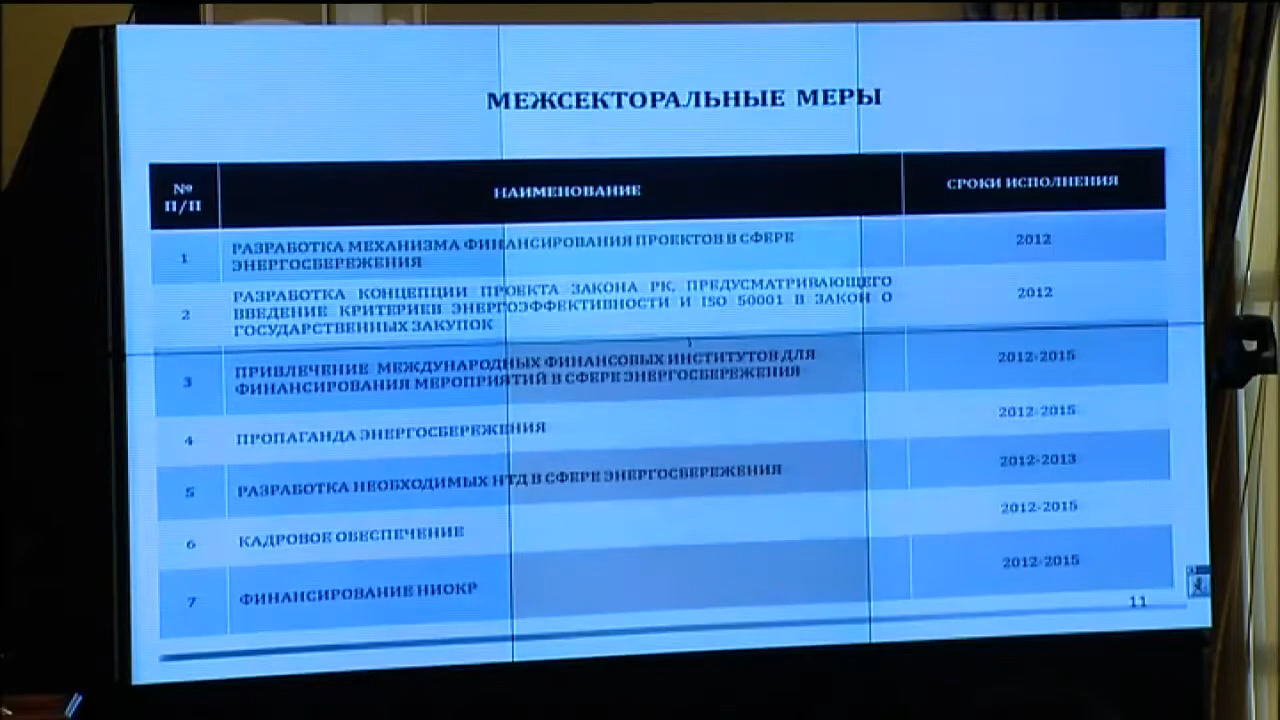 МЕЖСЕКТОРАЛЬНЫЕ МЕРЫ
№ П/П
НАИМЕНОВАНИЕ
СРОКИ ИСПОЛНЕНИЯ
1
РАЗРАБОТКА МЕХАНИЗМА ФИНАНСИРОВАНИЯ ПРОЕКТОВ В СФЕРЕ
ЭНЕРГОСБЕРЕЖЕНИЯ
2012
2
РАЗРАБОТКА КОНЦЕПЦИИ ПРОЕКТА ЗАКОНА РК, ПРЕДУСМАТРИВАЮЩЕГО
ВВЕДЕНИЕ КРИТЕРИЕВ ЭНЕРГОЭФФЕКТИВНОСТИ И ISO 50001 В ЗАКОН О
ГОСУДАРСТВЕННЫХ ЗАКУПОК
2012
3
ПРИВЛЕЧЕНИЕ МЕЖДУНАРОДНЫХ ФИНАНСОВЫХ ИНСТИТУТОВ ДЛЯ
ФИНАНСИРОВАНИЯ МЕРОПРИЯТИЙ В СФЕРЕ ЭНЕРГОСБЕРЕЖЕНИЯ
2012-2015
4
ПРОПАГАНДА ЭНЕРГОСБЕРЕЖЕНИЯ
2012-2015
5
РАЗРАБОТКА НЕОБХОДИМЫХ НТД В СФЕРЕ ЭНЕРГОСБЕРЕЖЕНИЯ
2012-2013
6
КАДРОВОЕ ОБЕСПЕЧЕНИЕ
2012-2015
7
ФИНАНСИРОВАНИЕ НИОКР
2012-2015
11